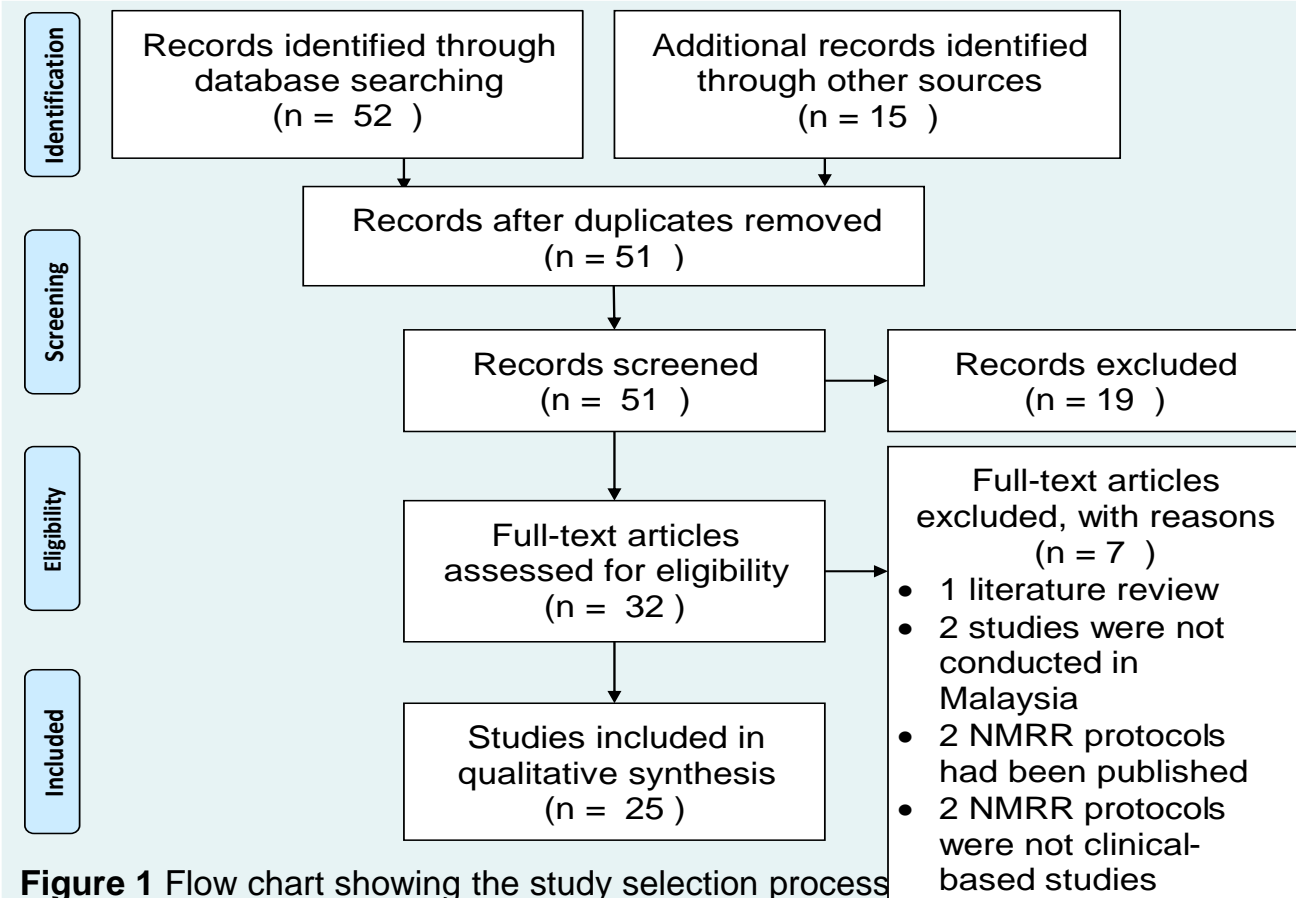 Identification
Records identified through
database searching
(n = 52 )
Additional records identified
through other sources
(n = 15 )
Screening
Records after duplicates removed
(n = 51 )
Records screened
(n = 51 )
Records excluded
(n = 19 )
Eligibility
Full-text articles
assessed for eligibility
(n = 32 )
Full-text articles
excluded, with reasons
(n = 7 )
• 1 literature review
• 2 studies were not
conducted in
Malaysia
• 2 NMRR protocols
had been published
• 2 NMRR protocols
were not clinical-
based studies
Included
Studies included in
qualitative synthesis
(n = 25 )
Figure 1 Flow chart showing the study selection process